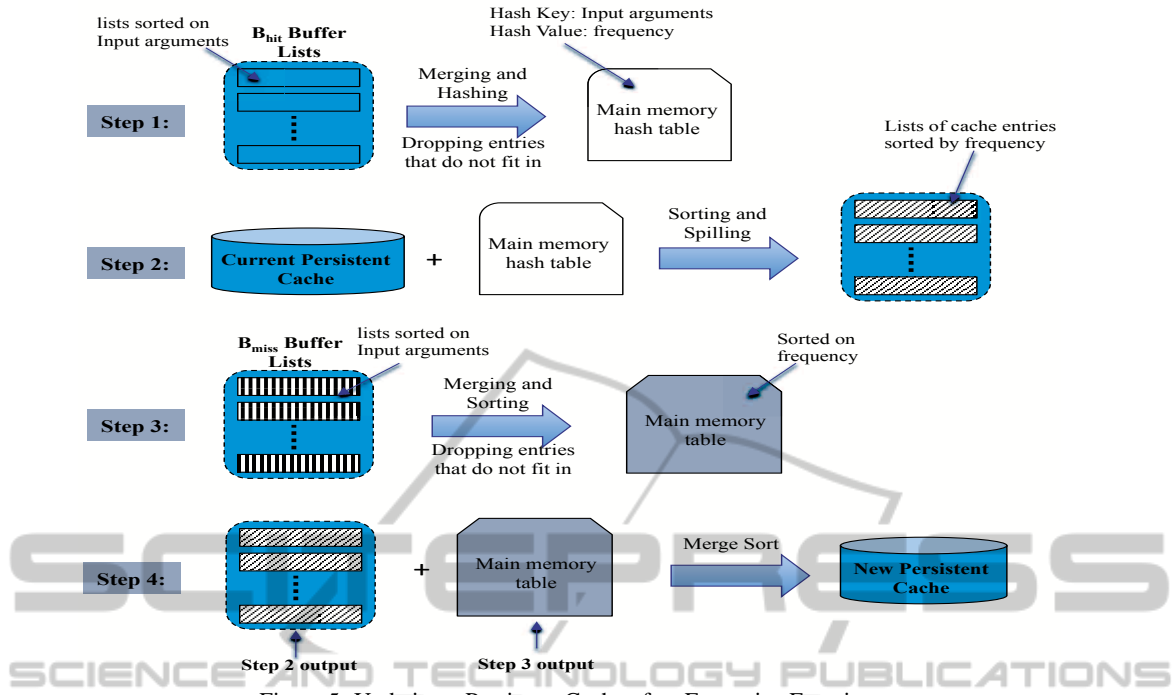 lists sorted on
Input arguments
Bhit Buffer
Lists
Hash Key: Input arguments
Hash Value: frequency
Step 1:
Merging and
Hashing
Dropping entries
that do not fit in
Main memory
hash table
Lists of cache entries
sorted by frequency
Step 2:
Current Persistent
Cache
+
Main memory
hash table
Sorting and
Spilling
Bmiss Buffer
Lists
lists sorted on
Input arguments
Sorted on
frequency
Step 3:
Merging and
Sorting
Dropping entries
that do not fit in
Main memory
table
Step 4:
+
Main memory
table
Merge Sort
New Persistent
Cache
Step 2 output
Step 3 output
SCITEPRESS
SCIENCE AND TECHNOLOGY PUBLICATIONS